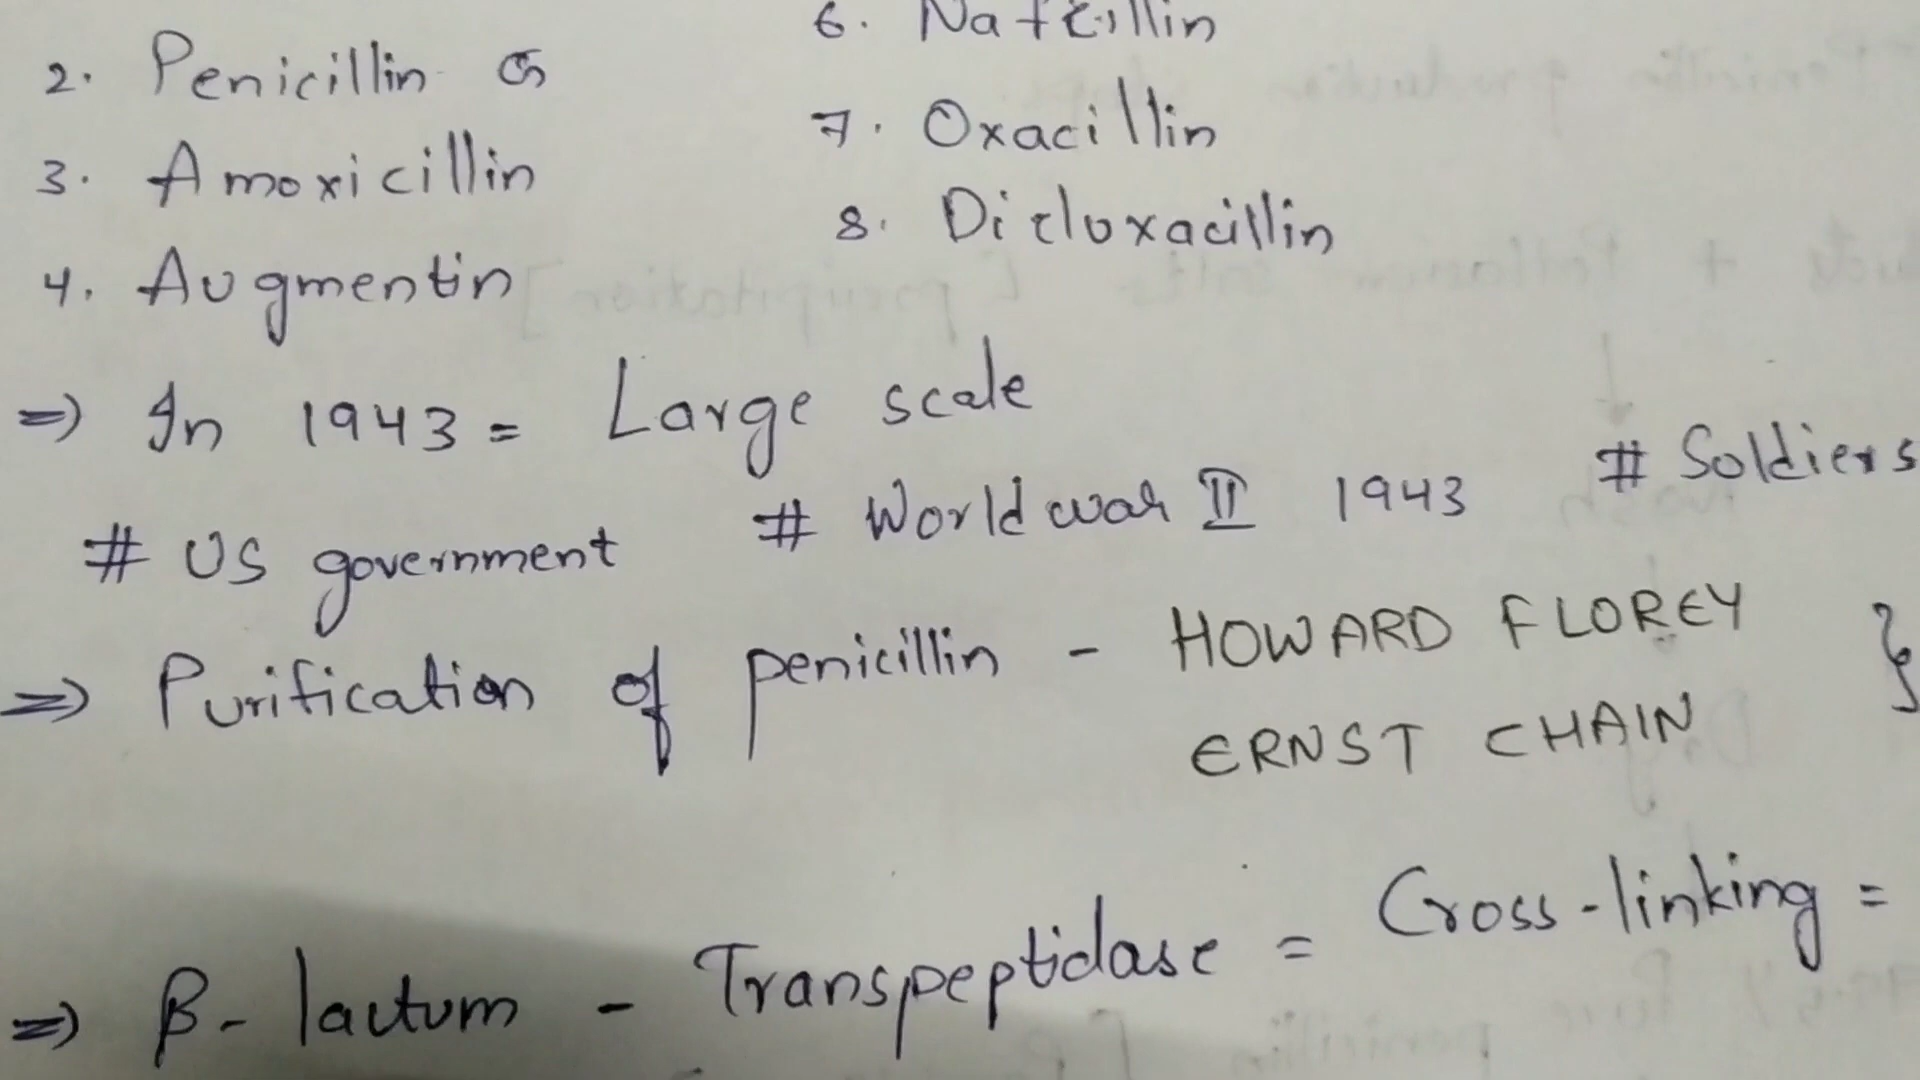 2. Penicillin G
3. Amoxicillin
4. Augmentin
6. Nafcillin
7. Oxacillin
8. Dicloxacillin
=> In 1943 = Large scale
# US government # World war II 1943 # Soldiers
=> Purification of penicillin - HOWARD FLOREY }
ERNST CHAIN
=> β- lactum - Transpeptidase = Cross-linking =